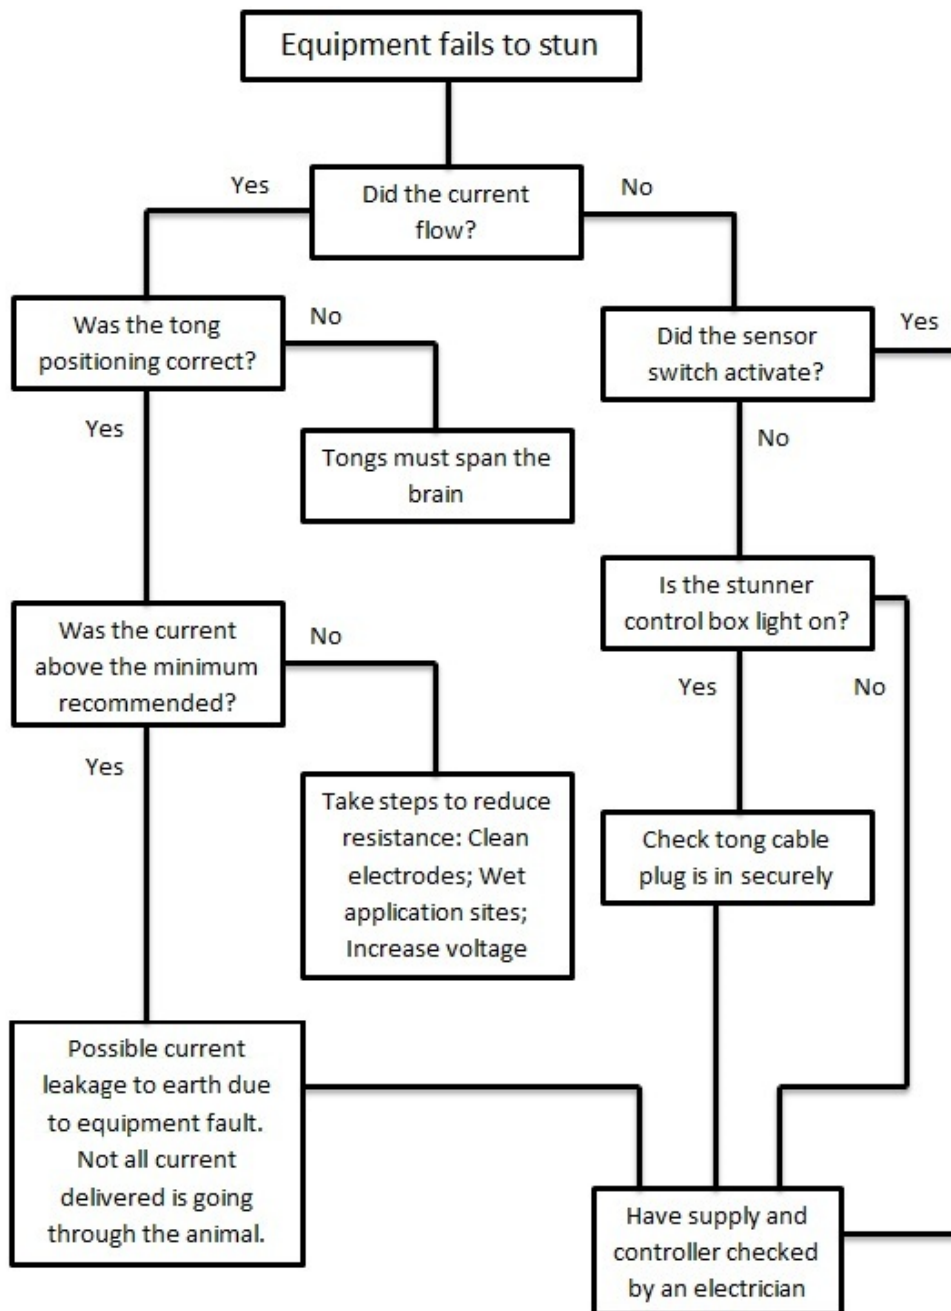 Equipment fails to stun
Yes
No
Did the current
flow?
Was the tong
positioning correct?
No
Did the sensor
switch activate?
Yes
Yes
No
Tongs must span the
brain
Is the stunner
control box light on?
Was the current
above the minimum
recommended?
No
Yes
No
Yes
Take steps to reduce
resistance: Clean
electrodes; Wet
application sites;
Increase voltage
Check tong cable
plug is in securely
Possible current
leakage to earth due
to equipment fault.
Not all current
delivered is going
through the animal.
Have supply and
controller checked
by an electrician